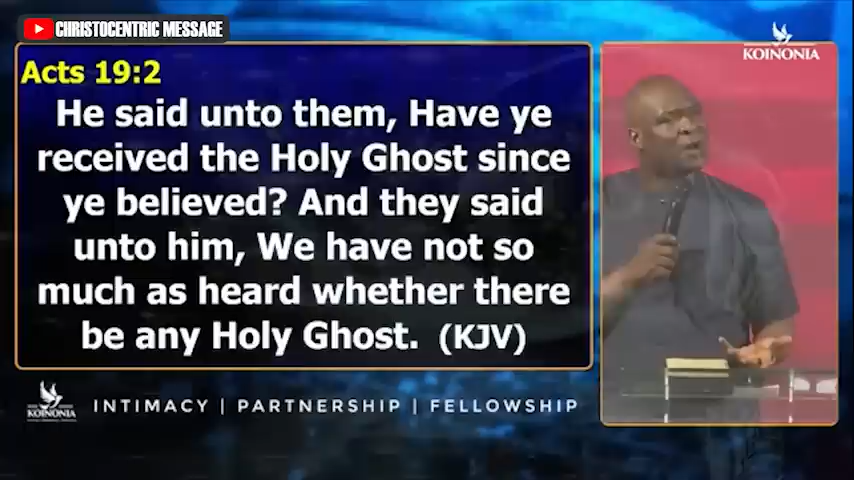 CHRISTOCENTRIC MESSAGE
KOINONIA
Acts 19:2
He said unto them, Have ye
received the Holy Ghost since
ye believed? And they said
unto him, We have not so
much as heard whether there
be any Holy Ghost. (KJV)
KOINONIA
INTIMACY | PARTNERSHIP | FELLOWSHIP